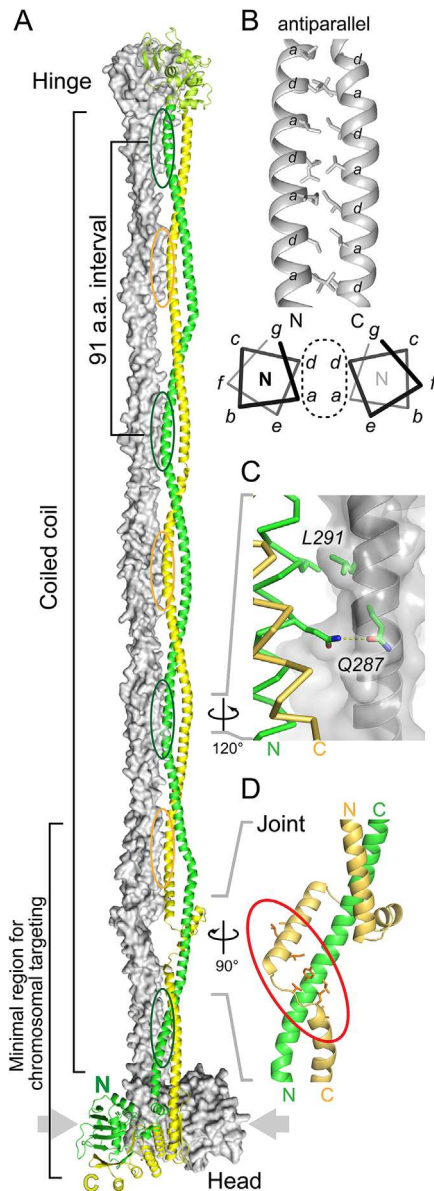 A
Hinge
91 a.a. interval
Coiled coil
Minimal region for
chromosomal targeting
N
C
Head
B
antiparallel
a
d
d
a
a
d
d
a
a
d
d
a
a
d
N
C
c
g
g
c
d
d
f
N
N
f
a
a
b
e
e
b
C
L291
Q287
120°
N
C
D
Joint
N
C
90°
N
C